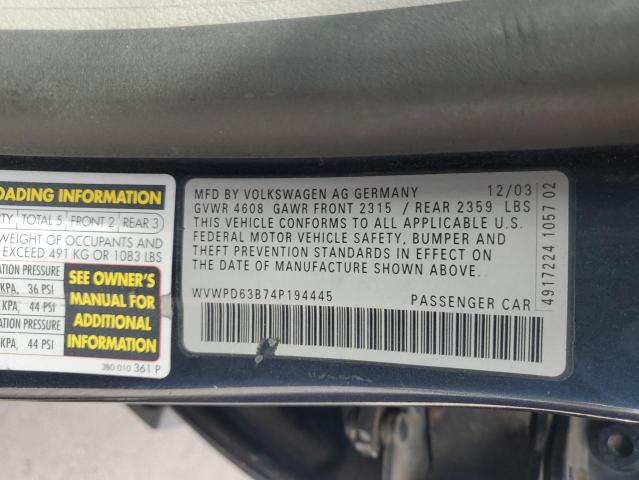 OADING INFORMATION
TY TOTAL 5 FRONT 2 REAR 3
WEIGHT OF OCCUPANTS AND
EXCEED 491 KG OR 1083 LBS
ATION PRESSURE
KPA, 36 PSI
KPA, 44 PSI
ATION PRESSURE
KPA, 44 PSI
SEE OWNER'S
MANUAL FOR
ADDITIONAL
INFORMATION
3B0 010 361 P
MFD BY VOLKSWAGEN AG GERMANY 12/03
GVWR 4608 GAWR FRONT 2315 / REAR 2359 LBS
THIS VEHICLE CONFORMS TO ALL APPLICABLE U.S.
FEDERAL MOTOR VEHICLE SAFETY, BUMPER AND
THEFT PREVENTION STANDARDS IN EFFECT ON THE
DATE OF MANUFACTURE SHOWN ABOVE.
WVWPD63B74P194445 PASSENGER CAR
4917224 1057 02